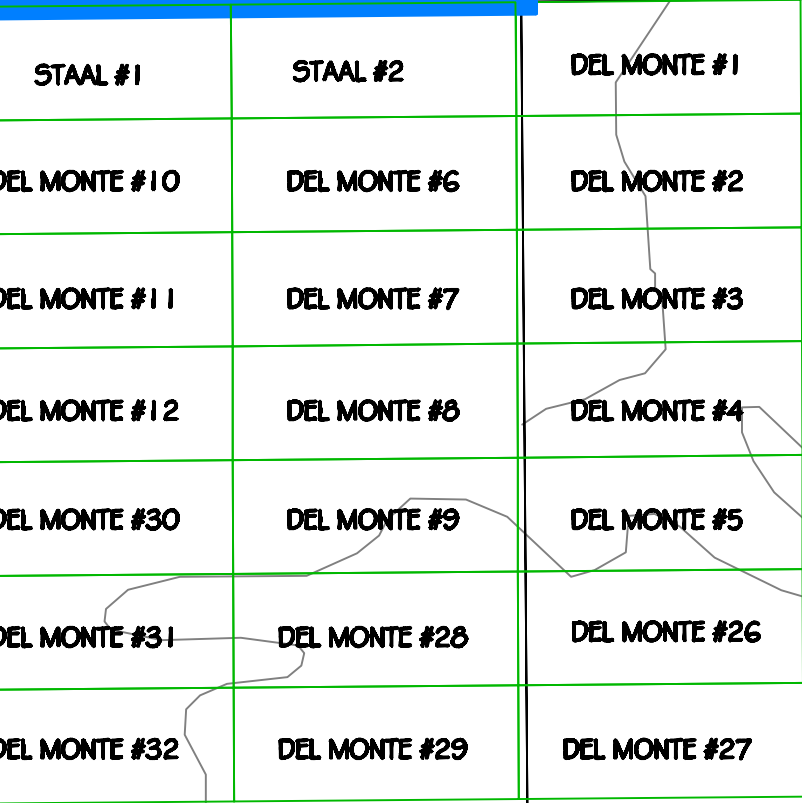 STAAL #1 STAAL #2 DEL MONTE #1
DEL MONTE #10 DEL MONTE #6 DEL MONTE #2
DEL MONTE #11 DEL MONTE #7 DEL MONTE #3
DEL MONTE #12 DEL MONTE #8 DEL MONTE #4
DEL MONTE #30 DEL MONTE #9 DEL MONTE #5
DEL MONTE #31 DEL MONTE #28 DEL MONTE #26
DEL MONTE #32 DEL MONTE #29 DEL MONTE #27